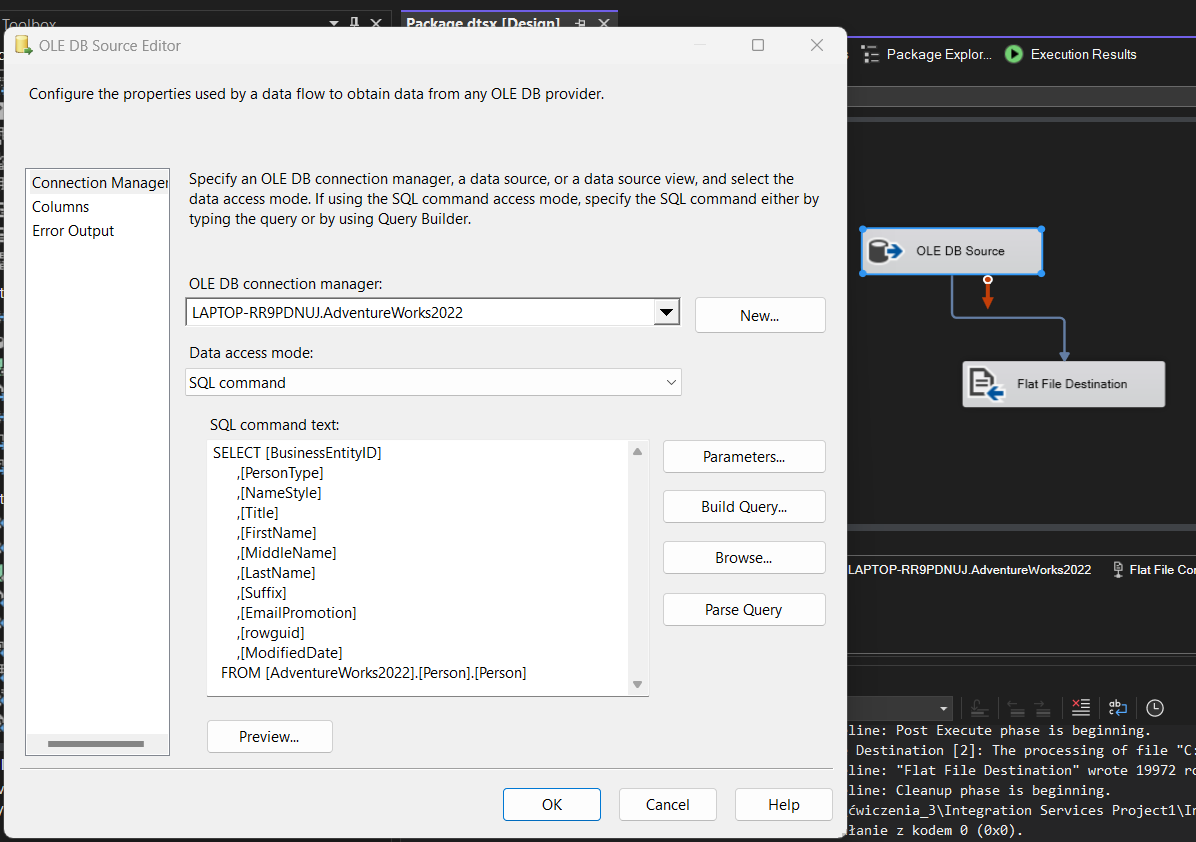 Toolbox
Package.dtsx [Design]
OLE DB Source Editor
Package Explor...
Execution Results
Configure the properties used by a data flow to obtain data from any OLE DB provider.
Connection Manager
Columns
Error Output
Specify an OLE DB connection manager, a data source, or a data source view, and select the
data access mode. If using the SQL command access mode, specify the SQL command either by
typing the query or by using Query Builder.
OLE DB connection manager:
LAPTOP-RR9PDNUJ.AdventureWorks2022
New...
Data access mode:
SQL command
SQL command text:
SELECT [BusinessEntityID]
,[PersonType]
,[NameStyle]
,[Title]
,[FirstName]
,[MiddleName]
,[LastName]
,[Suffix]
,[EmailPromotion]
,[rowguid]
,[ModifiedDate]
FROM [AdventureWorks2022].[Person].[Person]
Parameters...
Build Query...
Browse...
Parse Query
Preview...
OK
Cancel
Help
OLE DB Source
Flat File Destination
LAPTOP-RR9PDNUJ.AdventureWorks2022
Flat File Con
line: Post Execute phase is beginning.
Destination [2]: The processing of file "C:
line: "Flat File Destination" wrote 19972 ro
line: Cleanup phase is beginning.
ćwiczenia_3\Integration Services Project1\In
łanie z kodem 0 (0x0).